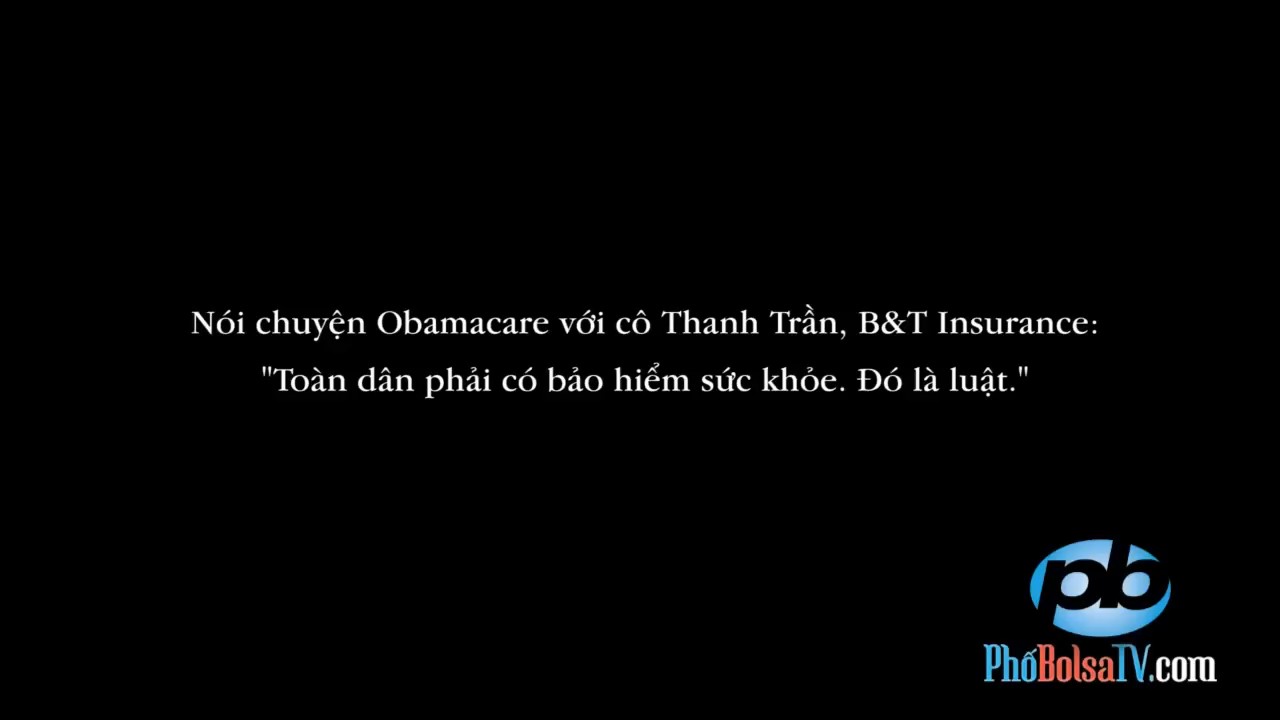 Nói chuyện Obamacare với cô Thanh Trần, B&T Insurance:
"Toàn dân phải có bảo hiểm sức khỏe. Đó là luật."
pb
PhốBolsaTV.com